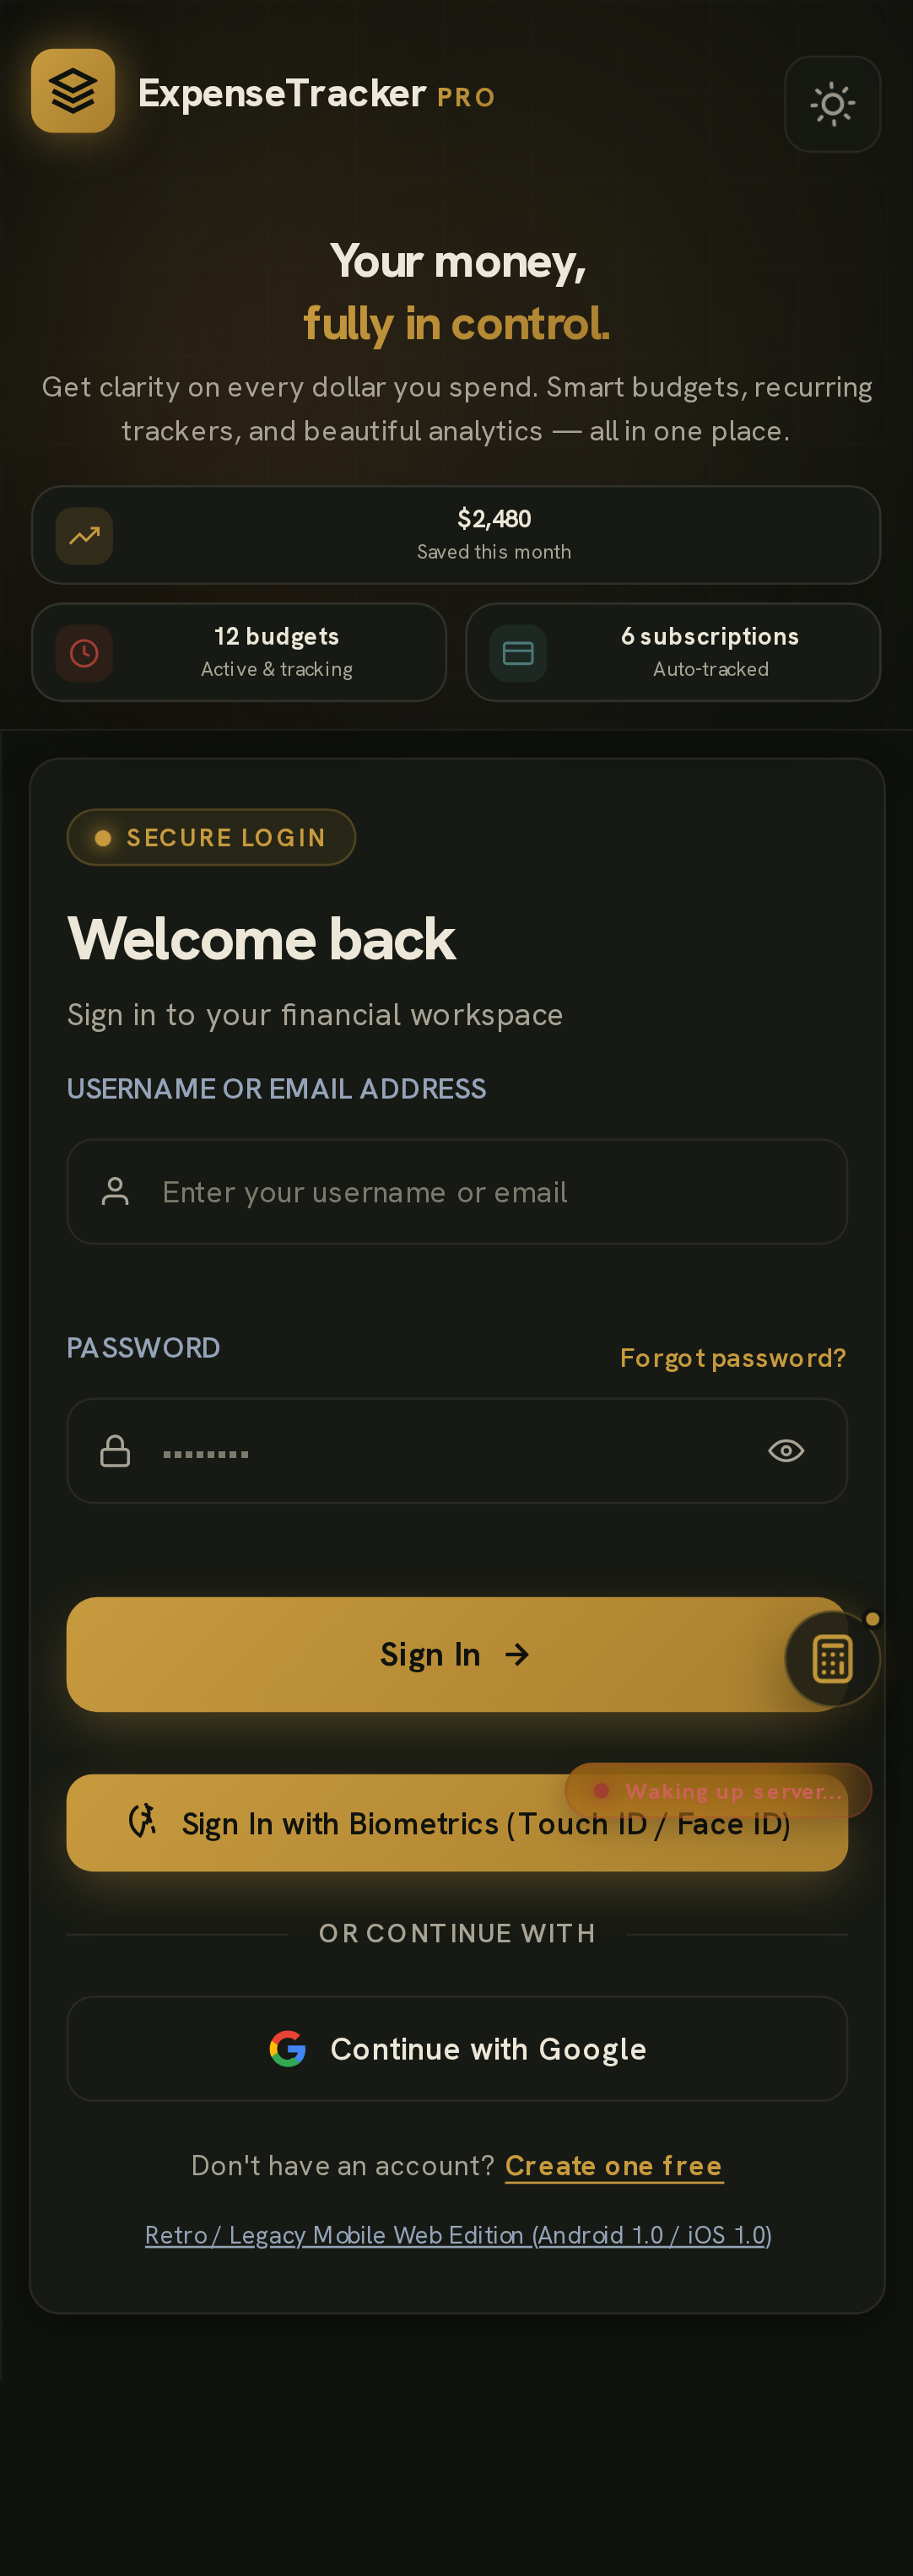 ExpenseTracker PRO
Your money,
fully in control.
Get clarity on every dollar you spend. Smart budgets, recurring
trackers, and beautiful analytics — all in one place.
$2,480
Saved this month
12 budgets
Active & tracking
6 subscriptions
Auto-tracked
SECURE LOGIN
Welcome back
Sign in to your financial workspace
USERNAME OR EMAIL ADDRESS
Enter your username or email
PASSWORD
Forgot password?
Sign In →
Waking up server...
Sign In with Biometrics (Touch ID / Face ID)
OR CONTINUE WITH
Continue with Google
Don't have an account? Create one free
Retro / Legacy Mobile Web Edition (Android 1.0 / iOS 1.0)